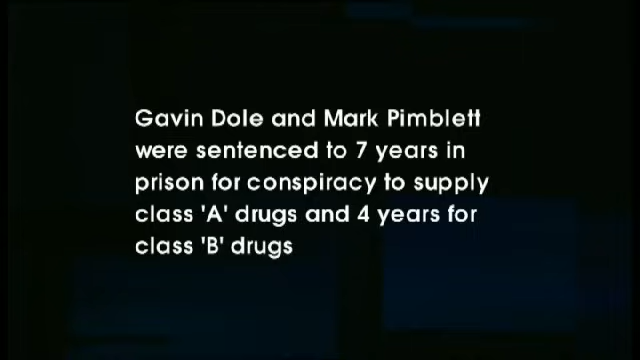 Gavin Dole and Mark Pimblett
were sentenced to 7 years in
prison for conspiracy to supply
class 'A' drugs and 4 years for
class 'B' drugs